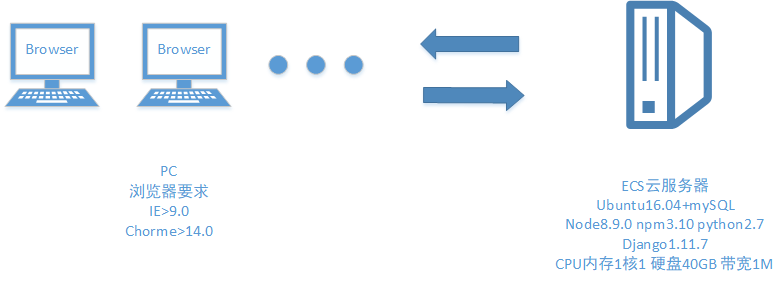 Browser
Browser
PC
浏览器要求
IE>9.0
Chorme>14.0
ECS云服务器
Ubuntu16.04+mySQL
Node8.9.0 npm3.10 python2.7
Django1.11.7
CPU内存1核1 硬盘40GB 带宽1M